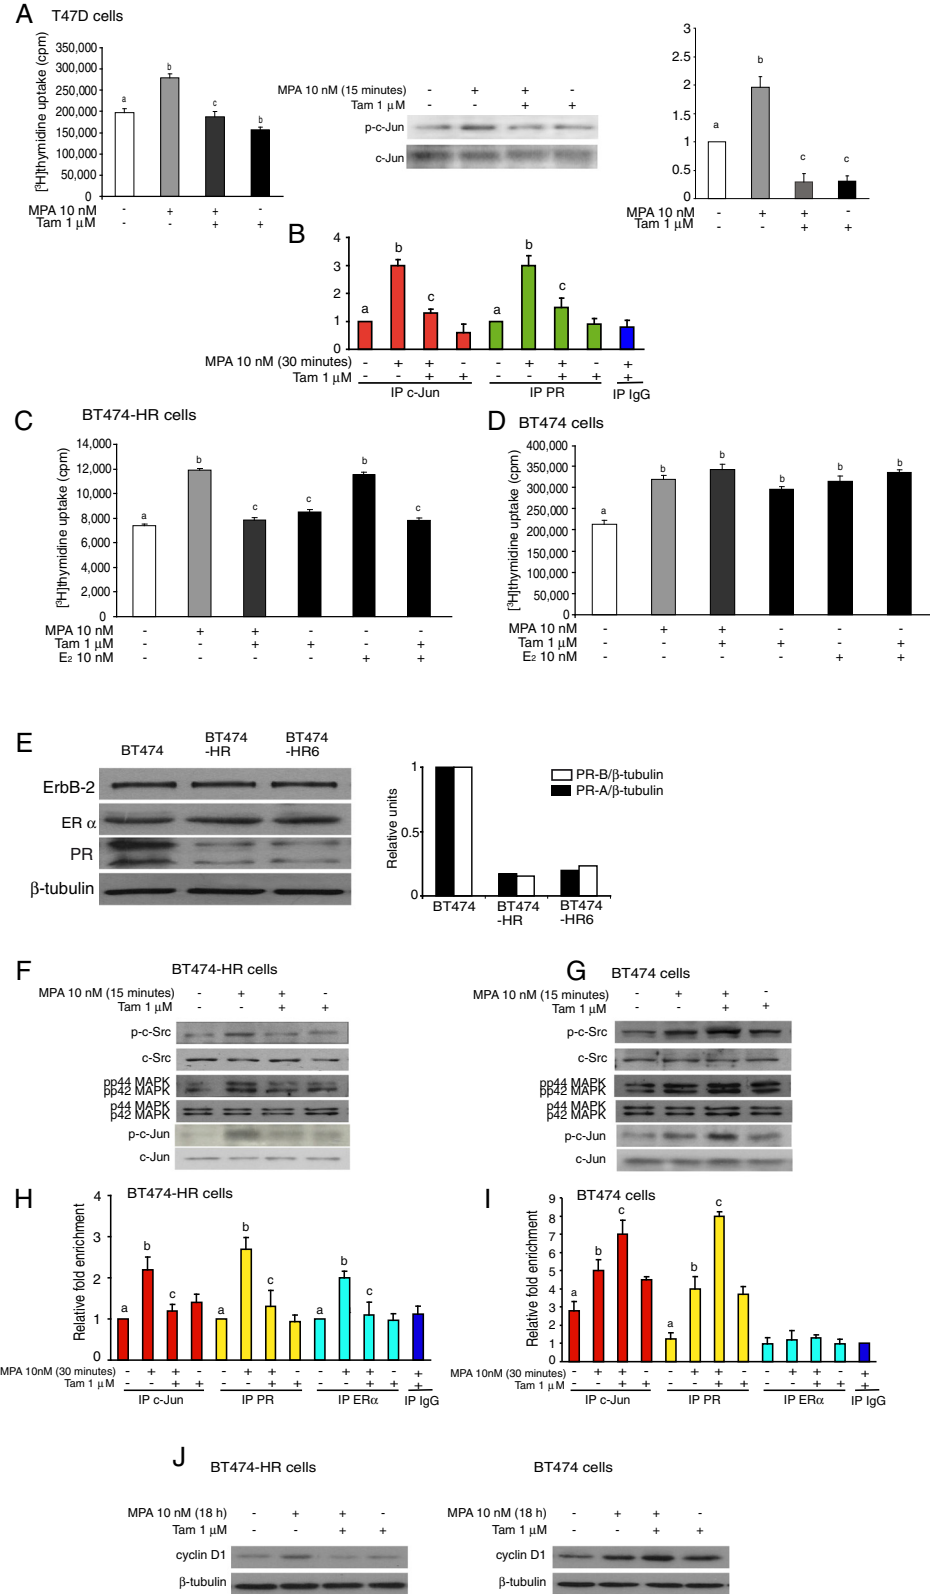 A
T47D cells
[³H]thymidine uptake (cpm)
350,000
300,000
250,000
200,000
150,000
100,000
50,000
0
a b c b
MPA 10 nM - + + -
Tam 1 µM - - + +
MPA 10 nM (15 minutes) - + + -
Tam 1 µM - - + +
p-c-Jun
c-Jun
3
2.5
2
1.5
1
0.5
0
a b c c
MPA 10 nM - + + -
Tam 1 µM - - + +
B
4
3
2
1
0
a b c a b c
MPA 10 nM (30 minutes) - + + - - + + - +
Tam 1 µM - - + + - - + + +
IP c-Jun IP PR IP IgG
C
BT474-HR cells
[³H]thymidine uptake (cpm)
14,000
12,000
10,000
8,000
6,000
4,000
2,000
0
a b c c b c
MPA 10 nM - + + - - -
Tam 1 µM - - + + - +
E₂ 10 nM - - - - + +
D
BT474 cells
[³H]thymidine uptake (cpm)
400,000
350,000
300,000
250,000
200,000
150,000
100,000
50,000
0
a b b b b b
MPA 10 nM - + + - - -
Tam 1 µM - - + + - +
E₂ 10 nM - - - - + +
E
BT474 BT474 -HR BT474 -HR6
ErbB-2
ER α
PR
β-tubulin
Relative units
1
0.5
0
PR-B/β-tubulin
PR-A/β-tubulin
BT474 BT474 -HR BT474 -HR6
F
BT474-HR cells
MPA 10 nM (15 minutes) - + + -
Tam 1 µM - - + +
p-c-Src
c-Src
pp44 MAPK
pp42 MAPK
p44 MAPK
p42 MAPK
p-c-Jun
c-Jun
G
BT474 cells
MPA 10 nM (15 minutes) - + + -
Tam 1 µM - - + +
p-c-Src
c-Src
pp44 MAPK
pp42 MAPK
p44 MAPK
p42 MAPK
p-c-Jun
c-Jun
H
BT474-HR cells
Relative fold enrichment
4
3
2
1
0
a b c a b c a b c
MPA 10nM (30 minutes) - + + - - + + - - + + - +
Tam 1 µM - - + + - - + + - - + + +
IP c-Jun IP PR IP ERα IP IgG
I
BT474 cells
Relative fold enrichment
9
8
7
6
5
4
3
2
1
0
a b c a b c
MPA 10nM (30 minutes) - + + - - + + - - + + - +
Tam 1 µM - - + + - - + + - - + + +
IP c-Jun IP PR IP ERα IP IgG
J
BT474-HR cells
MPA 10 nM (18 h) - + + -
Tam 1 µM - - + +
cyclin D1
β-tubulin
BT474 cells
MPA 10 nM (18 h) - + + -
Tam 1 µM - - + +
cyclin D1
β-tubulin